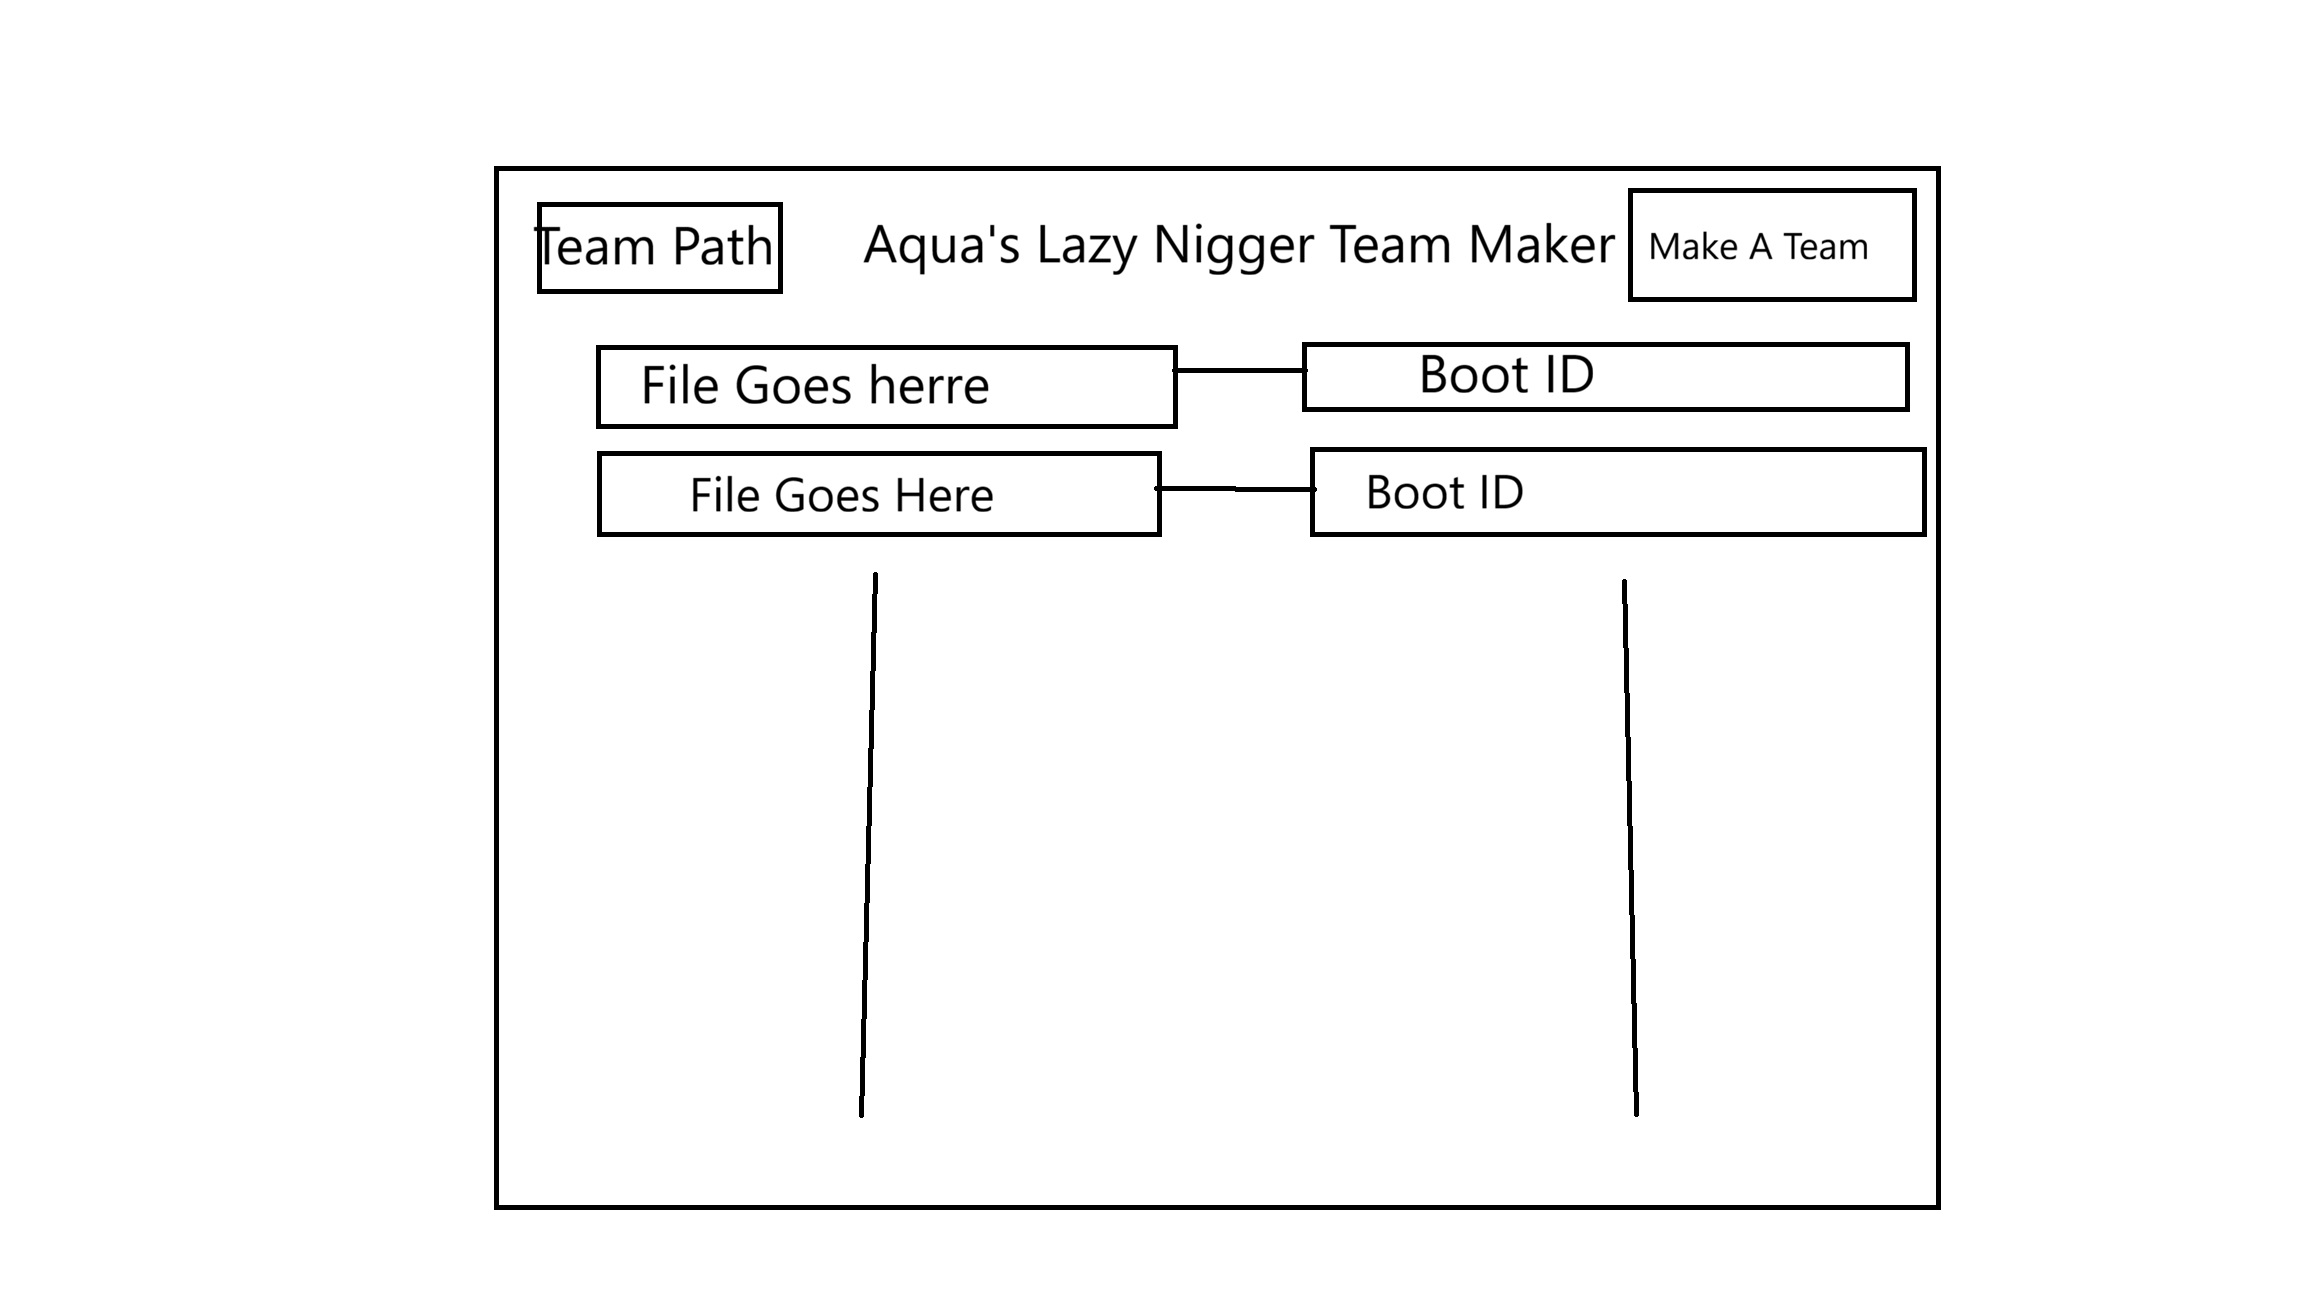 Team Path
Aqua's Lazy Nigger Team Maker
Make A Team
File Goes herre
Boot ID
File Goes Here
Boot ID